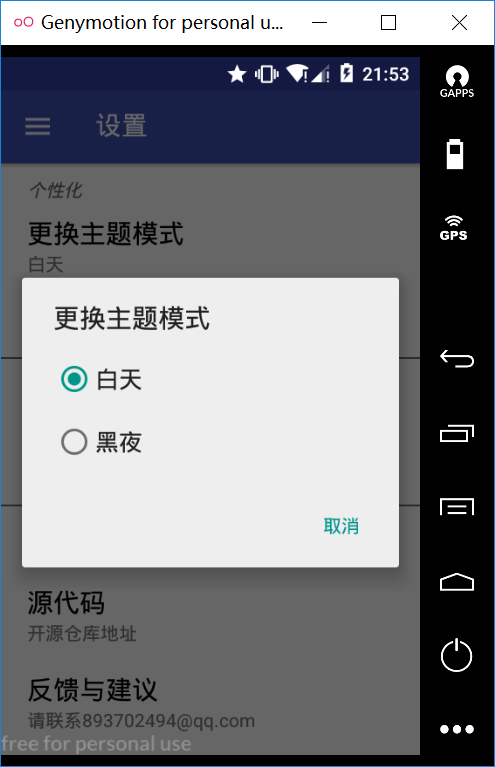 Genymotion for personal u...
21:53
GAPPS
设置
个性化
更换主题模式
白天
GPS
更换主题模式
白天
黑夜
取消
源代码
开源仓库地址
反馈与建议
请联系893702494@qq.com
free for personal use